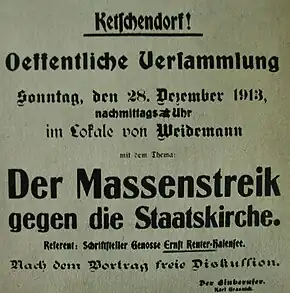 Ketschendorf!
Oeffentliche Versammlung
Sonntag, den 28. Dezember 1913,
nachmittags Uhr
im Lokale von Weidemann
mit dem Thema:
Der Massenstreik
gegen die Staatskirche.
Referent: Schriftsteller Genosse Ernst Reuter-Halensee.
Nach dem Vortrag freie Diskussion.
Der Einberufer.
Karl